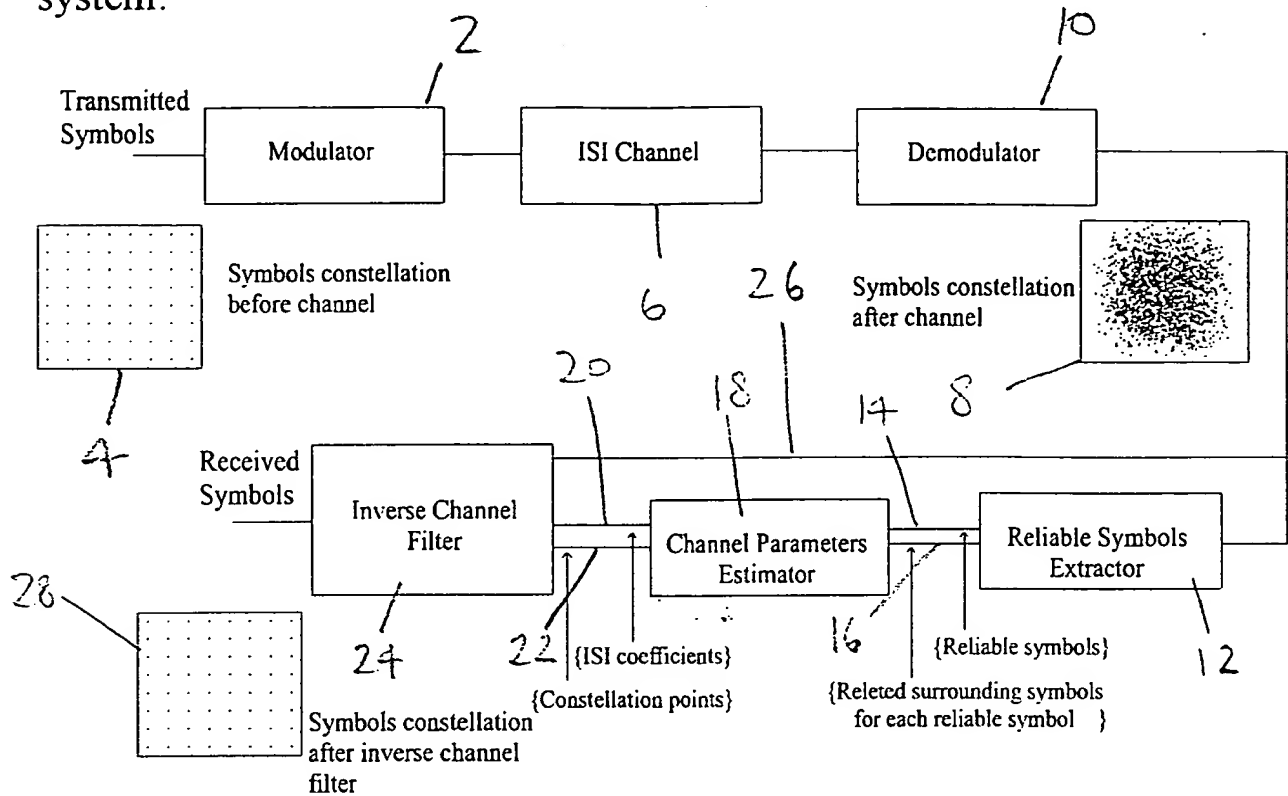 system:
2
10
Transmitted
Symbols
Modulator
ISI Channel
Demodulator
Symbols constellation
before channel
6
26
Symbols constellation
after channel
4
20
18
14
8
Received
Symbols
Inverse Channel
Filter
Channel Parameters
Estimator
Reliable Symbols
Extractor
28
24
22
{ISI coefficients}
16
{Reliable symbols}
12
{Constellation points}
{Releted surrounding symbols
for each reliable symbol }
Symbols constellation
after inverse channel
filter